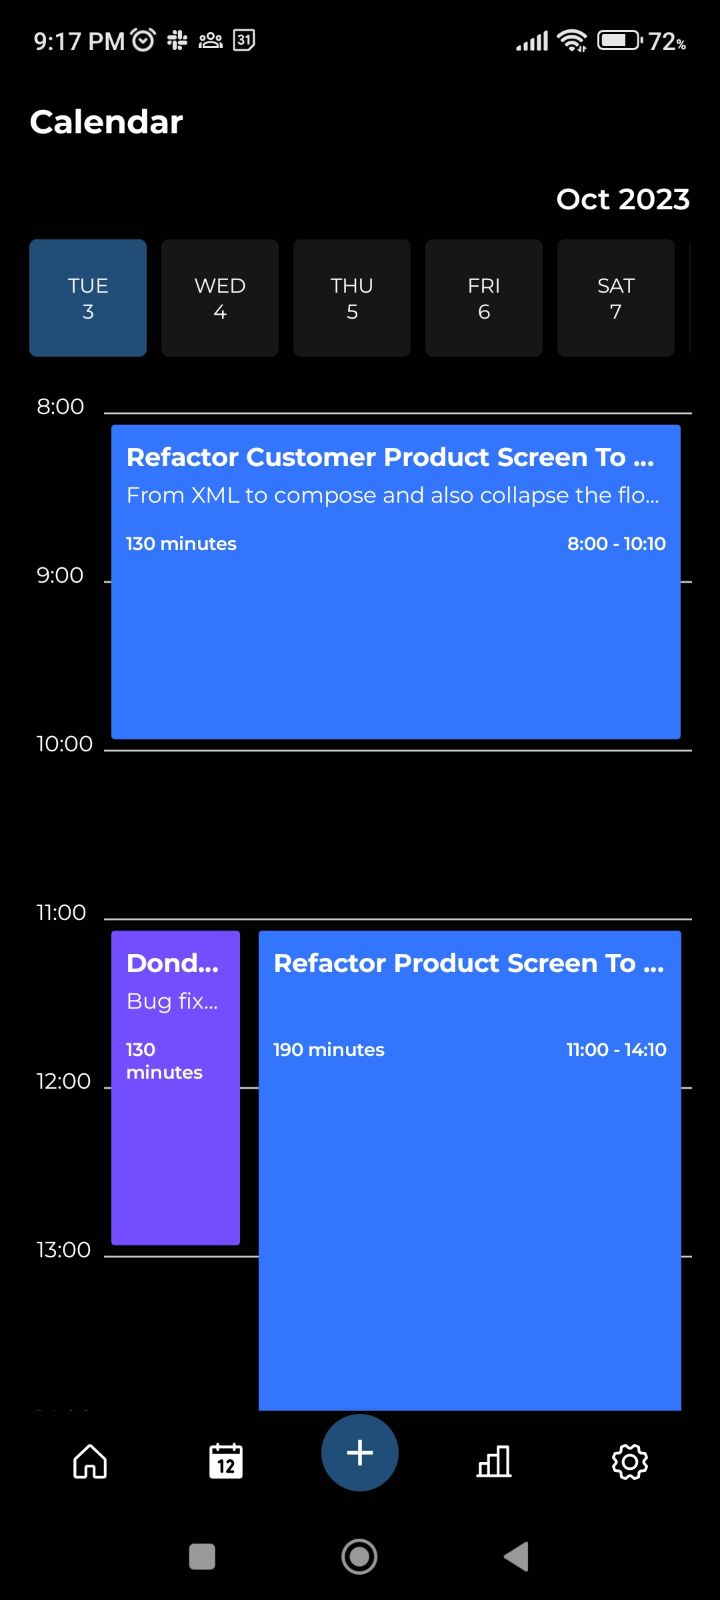 9:17 PM 31 72%
Calendar
Oct 2023
TUE WED THU FRI SAT
3 4 5 6 7
8:00
Refactor Customer Product Screen To ...
From XML to compose and also collapse the flo...
130 minutes 8:00 - 10:10
9:00
10:00
11:00
Dond... Refactor Product Screen To ...
Bug fix...
130 minutes 190 minutes 11:00 - 14:10
12:00
13:00
12